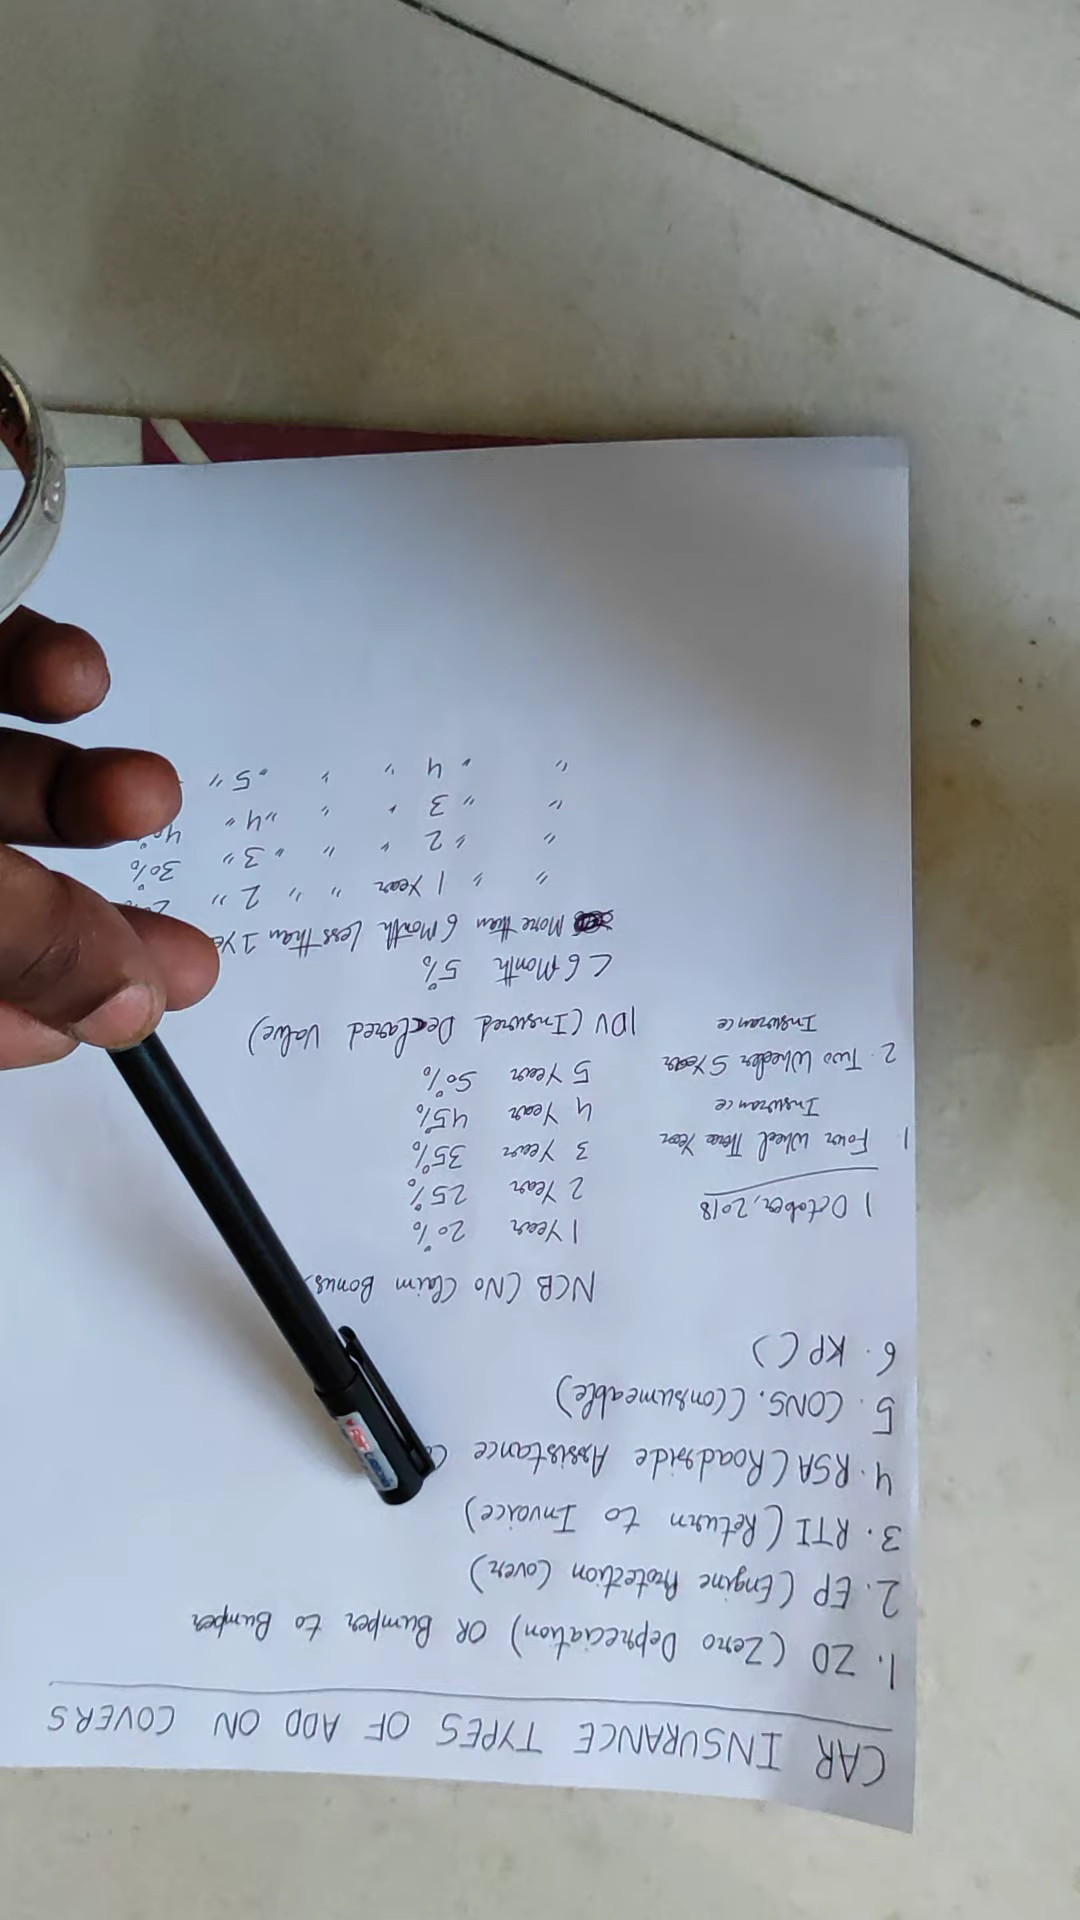 CAR INSURANCE TYPES OF ADD ON COVERS
1. ZD (Zero Depreciation) OR Bumper to Bumper
2. EP (Engine Protection Cover)
3. RTI (Return to Invoice)
4. RSA (Roadside Assistance
5. CONS. (Consumeable)
6. KP ( )
NCB (No Claim Bonus)
1 Year 20%
2 Year 25%
3 Year 35%
4 Year 45%
5 Year 50%
1 October, 2018
1 Four Wheel Three Year
Insurance
2. Two Wheeler 5 Year
Insurance
IDV (Insured Declared Value)
< 6 Month 5%
More then 6 Month Less than 1
" " 1 Year " " 2 "
" " 2 " " " 3 " 30%
" " 3 " " " 4 "
" " 4 " " " 5 "